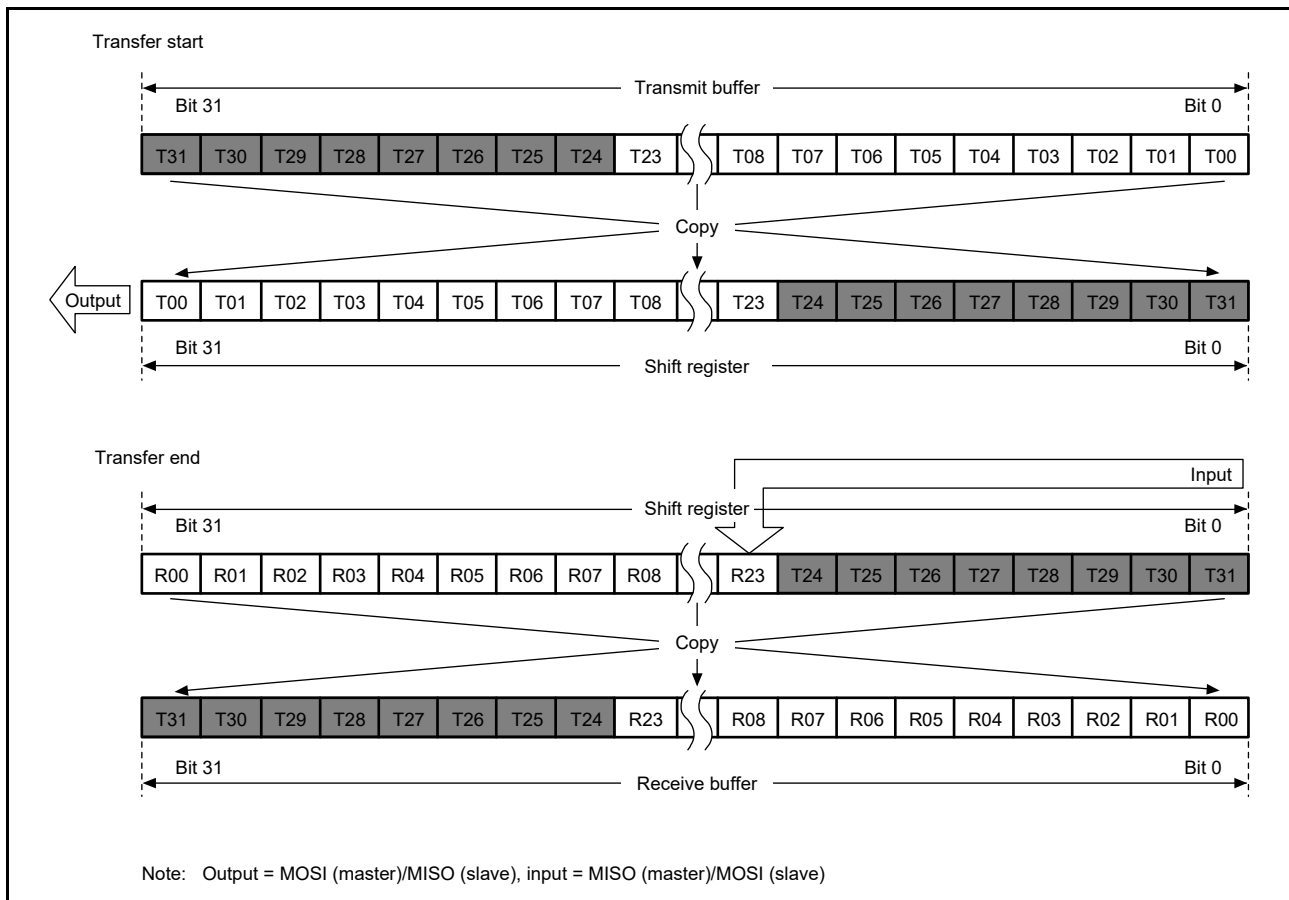 Transfer start
Transmit buffer
Bit 31 Bit 0
T31 T30 T29 T28 T27 T26 T25 T24 T23 T08 T07 T06 T05 T04 T03 T02 T01 T00
Copy
Output T00 T01 T02 T03 T04 T05 T06 T07 T08 T23 T24 T25 T26 T27 T28 T29 T30 T31
Bit 31 Bit 0
Shift register
Transfer end
Input
Shift register
Bit 31 Bit 0
R00 R01 R02 R03 R04 R05 R06 R07 R08 R23 T24 T25 T26 T27 T28 T29 T30 T31
Copy
T31 T30 T29 T28 T27 T26 T25 T24 R23 R08 R07 R06 R05 R04 R03 R02 R01 R00
Bit 31 Bit 0
Receive buffer
Note: Output = MOSI (master)/MISO (slave), input = MISO (master)/MOSI (slave)